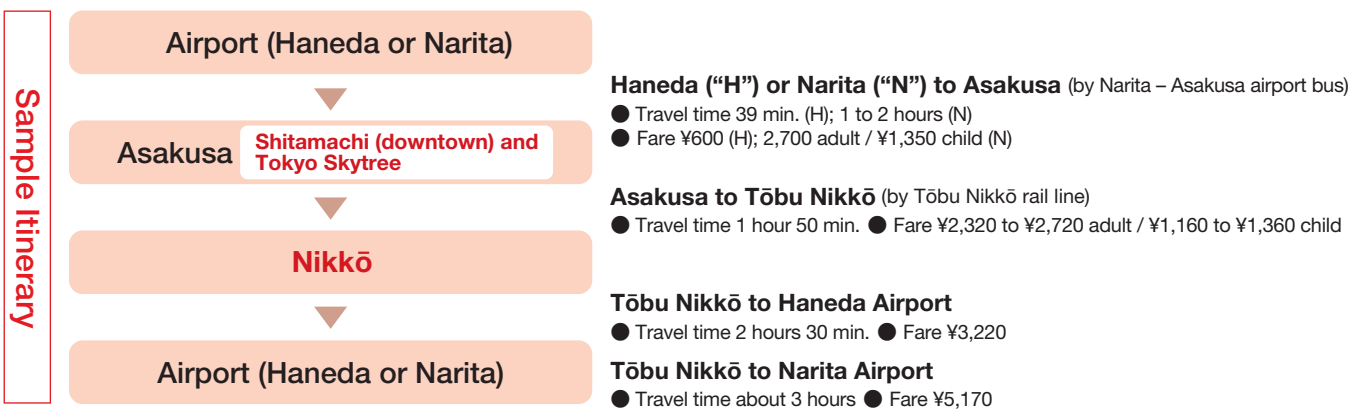 Sample Itinerary
Airport (Haneda or Narita)
Haneda (“H”) or Narita (“N”) to Asakusa (by Narita – Asakusa airport bus)
● Travel time 39 min. (H); 1 to 2 hours (N)
● Fare ¥600 (H); 2,700 adult / ¥1,350 child (N)
Asakusa
Shitamachi (downtown) and
Tokyo Skytree
Asakusa to Tōbu Nikkō (by Tōbu Nikkō rail line)
● Travel time 1 hour 50 min. ● Fare ¥2,320 to ¥2,720 adult / ¥1,160 to ¥1,360 child
Nikkō
Tōbu Nikkō to Haneda Airport
● Travel time 2 hours 30 min. ● Fare ¥3,220
Airport (Haneda or Narita)
Tōbu Nikkō to Narita Airport
● Travel time about 3 hours ● Fare ¥5,170